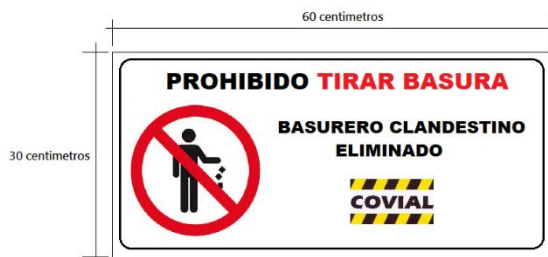 60 centimetros
PROHIBIDO TIRAR BASURA
BASURERO CLANDESTINO
ELIMINADO
30 centimetros
COVIAL